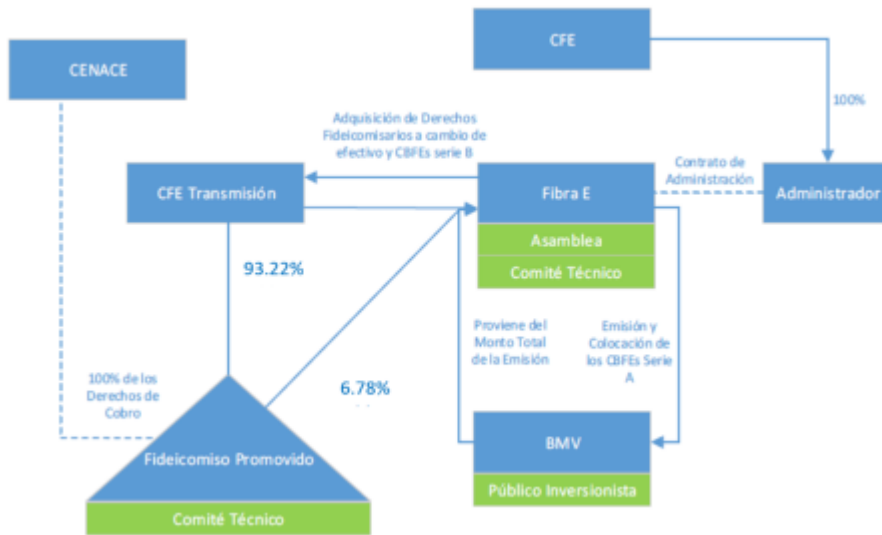 CFE
CENACE
100%
Adquisición de Derechos
Fideicomisarios a cambio de
efectivo y CBFEs serie B
Contrato de
Administración
CFE Transmisión
Fibra E
Administrador
Asamblea
Comité Técnico
93.22%
Proviene del
Monto Total
de la Emisión
Emisión y
Colocación de
los CBFEs Serie
A
100% de los
Derechos de
Cobro
6.78%
Fideicomiso Promovido
Comité Técnico
BMV
Público Inversionista